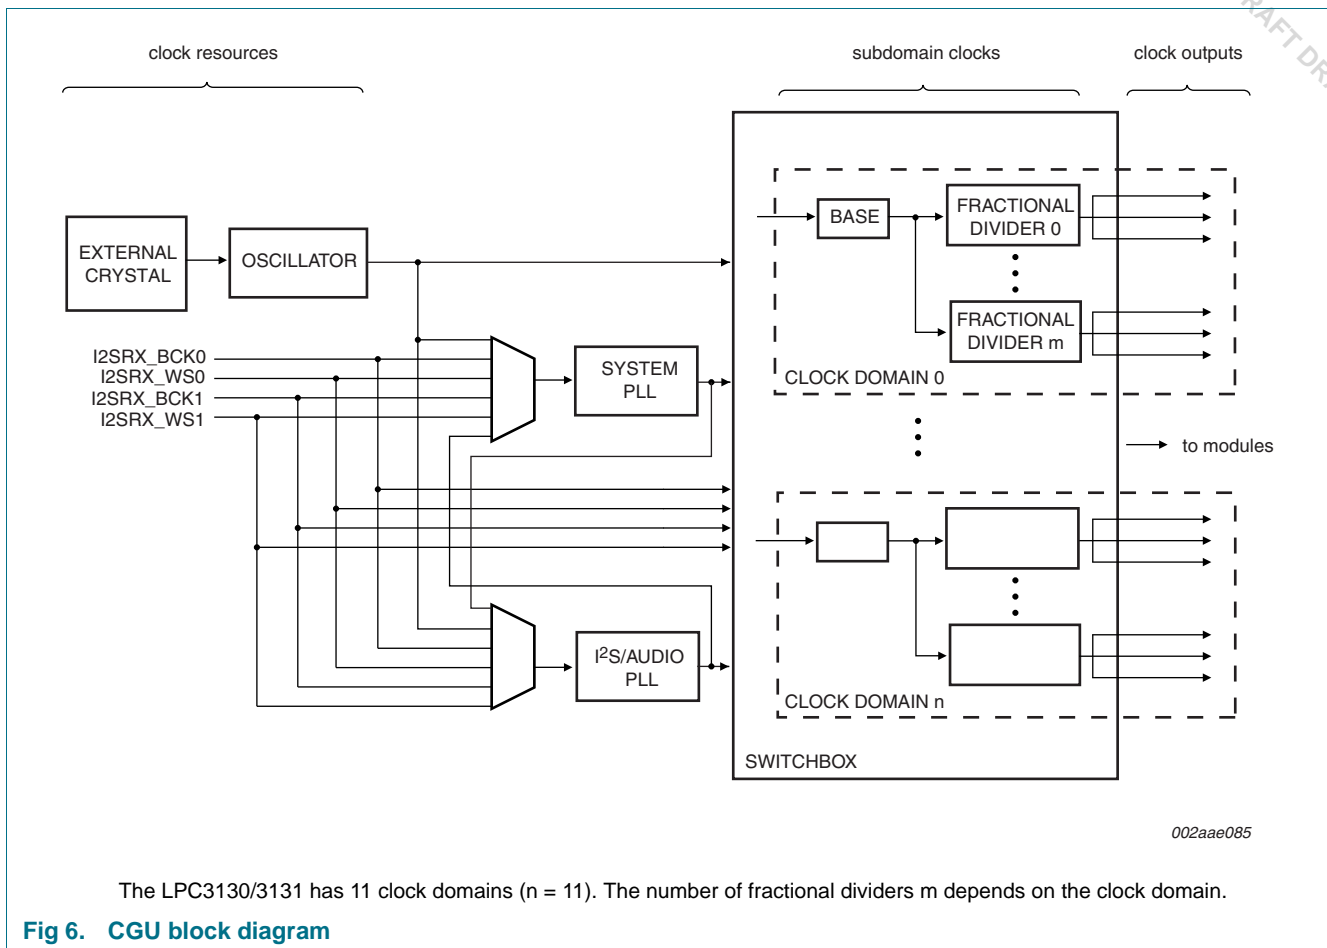 clock resources
subdomain clocks
clock outputs
EXTERNAL
CRYSTAL
OSCILLATOR
I2SRX_BCK0
I2SRX_WS0
I2SRX_BCK1
I2SRX_WS1
SYSTEM
PLL
I²S/AUDIO
PLL
BASE
FRACTIONAL
DIVIDER 0
FRACTIONAL
DIVIDER m
CLOCK DOMAIN 0
to modules
CLOCK DOMAIN n
SWITCHBOX
002aae085
The LPC3130/3131 has 11 clock domains (n = 11). The number of fractional dividers m depends on the clock domain.
Fig 6. CGU block diagram